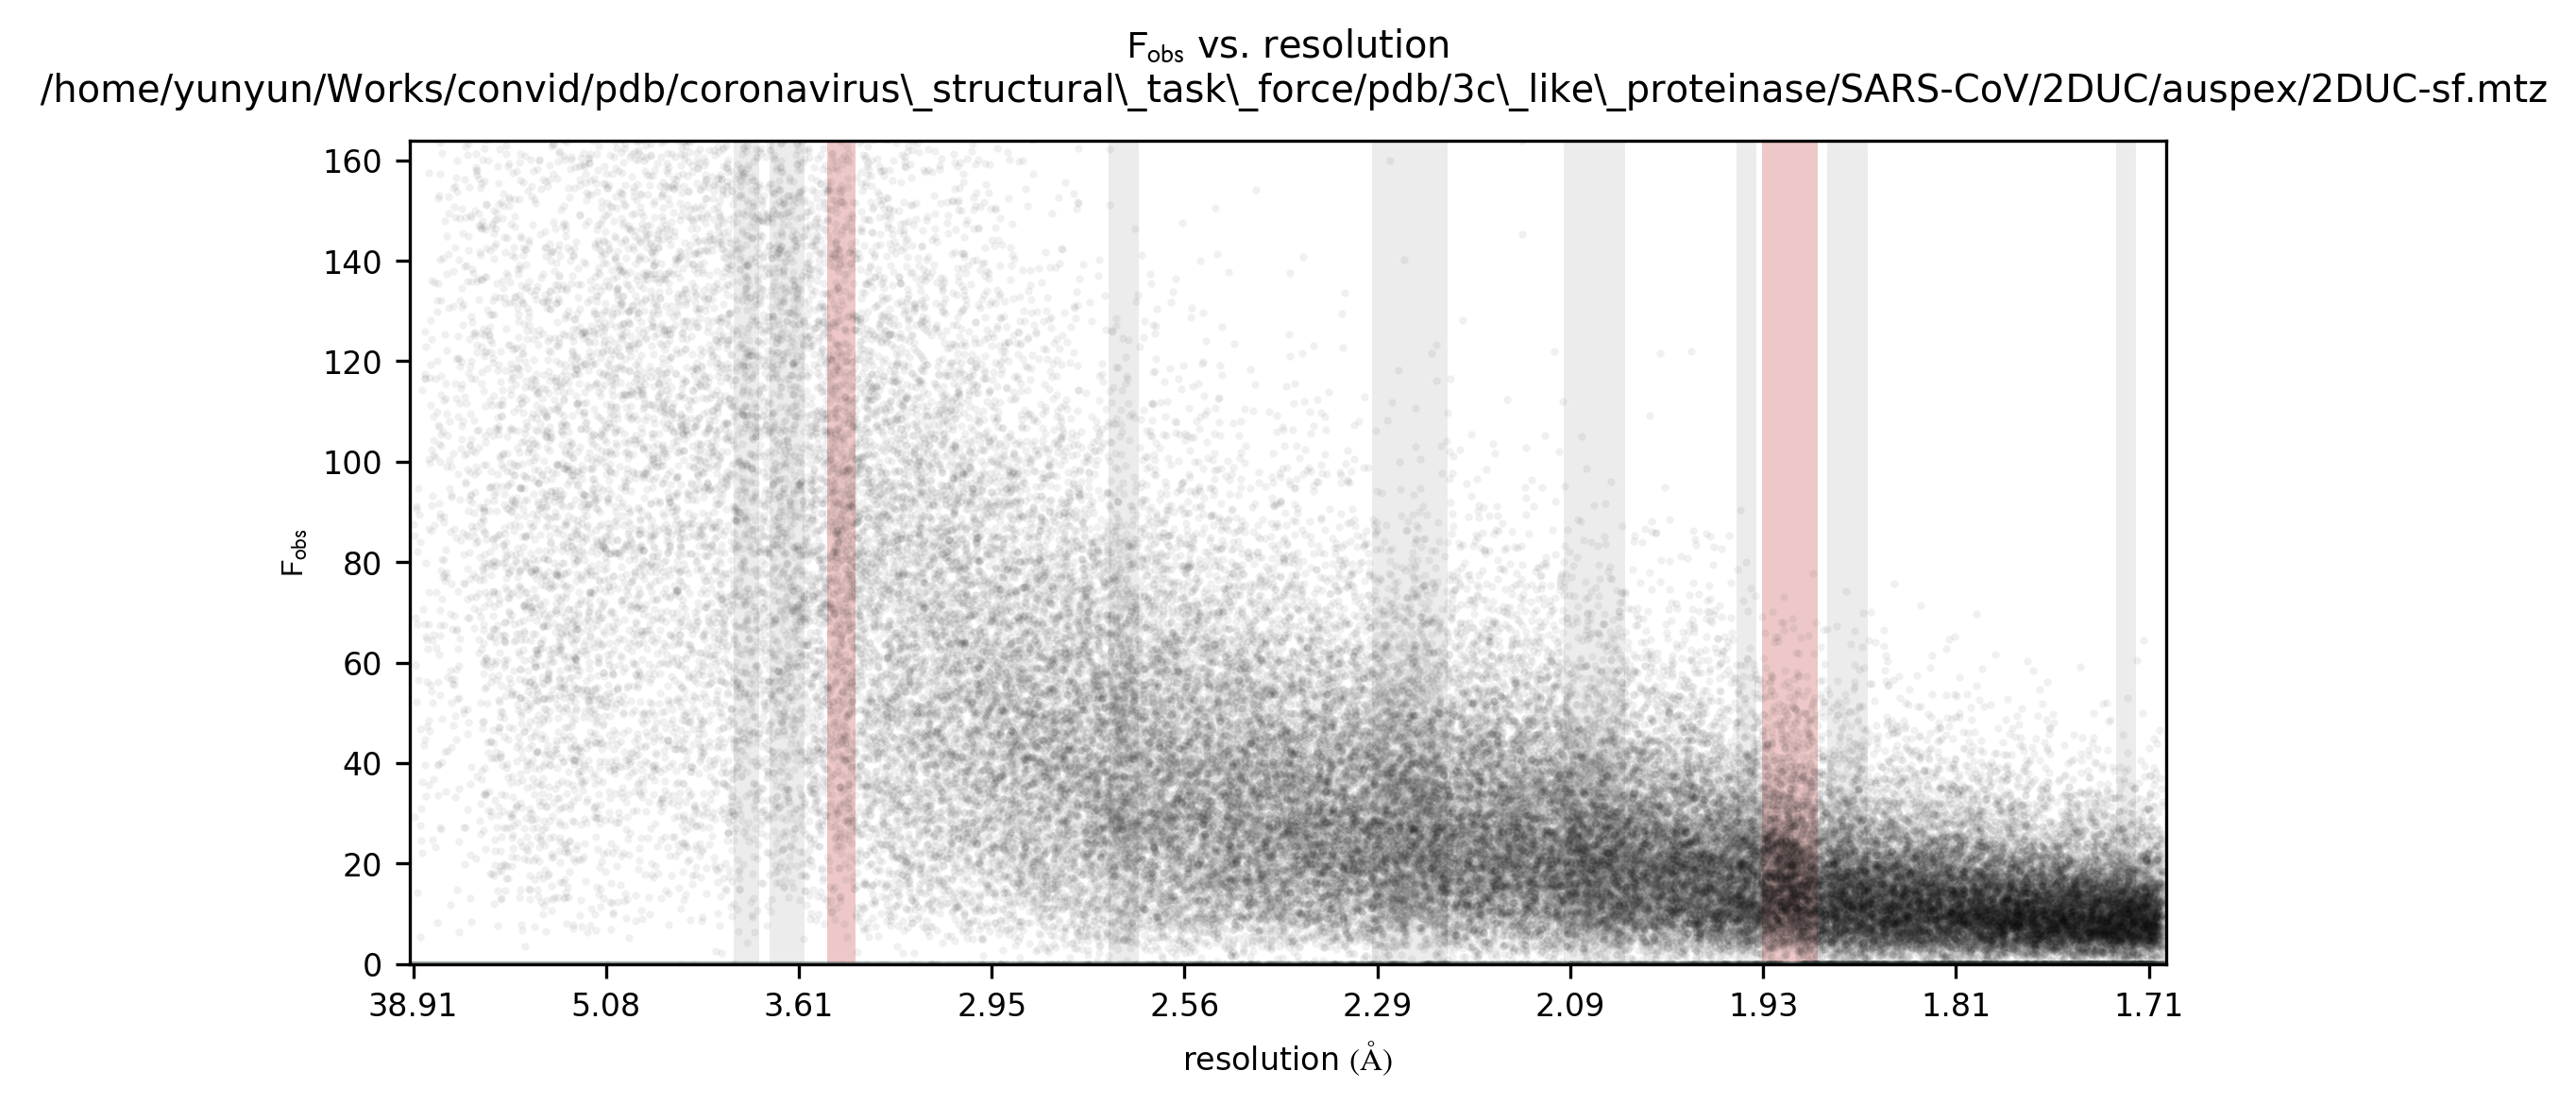 Fobs vs. resolution
/home/yunyun/Works/convid/pdb/coronavirus\_structural\_task\_force/pdb/3c\_like\_proteinase/SARS-CoV/2DUC/auspex/2DUC-sf.mtz
160
140
120
100
80
60
40
20
0
Fobs
38.91 5.08 3.61 2.95 2.56 2.29 2.09 1.93 1.81 1.71
resolution (Å)